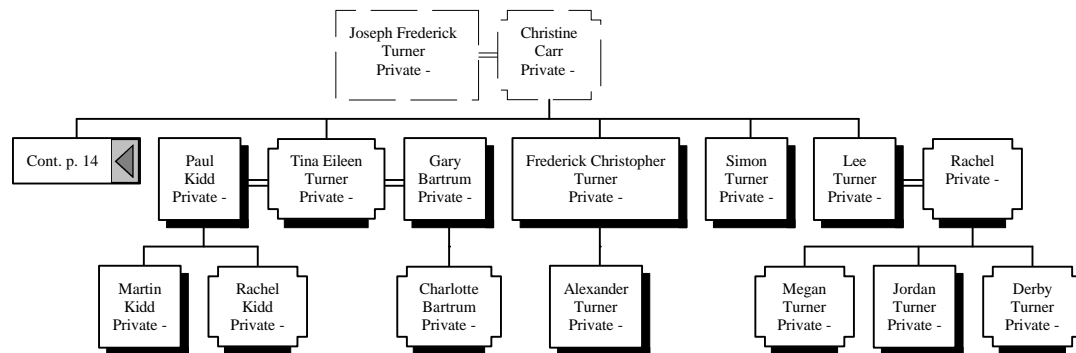 Joseph Frederick
Turner
Private -
Christine
Carr
Private -
Cont. p. 14
Paul
Kidd
Private -
Tina Eileen
Turner
Private -
Gary
Bartrum
Private -
Frederick Christopher
Turner
Private -
Simon
Turner
Private -
Lee
Turner
Private -
Rachel
Private -
Martin
Kidd
Private -
Rachel
Kidd
Private -
Charlotte
Bartrum
Private -
Alexander
Turner
Private -
Megan
Turner
Private -
Jordan
Turner
Private -
Derby
Turner
Private -